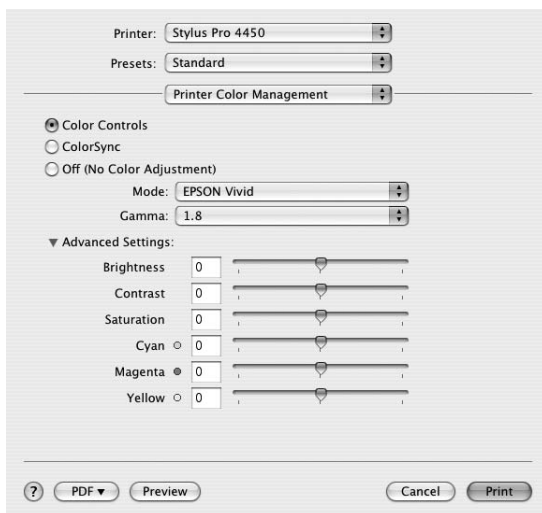 Printer: Stylus Pro 4450
Presets: Standard
Printer Color Management
Color Controls
ColorSync
Off (No Color Adjustment)
Mode: EPSON Vivid
Gamma: 1.8
Advanced Settings:
Brightness 0
Contrast 0
Saturation 0
Cyan 0
Magenta 0
Yellow 0
? PDF Preview Cancel Print